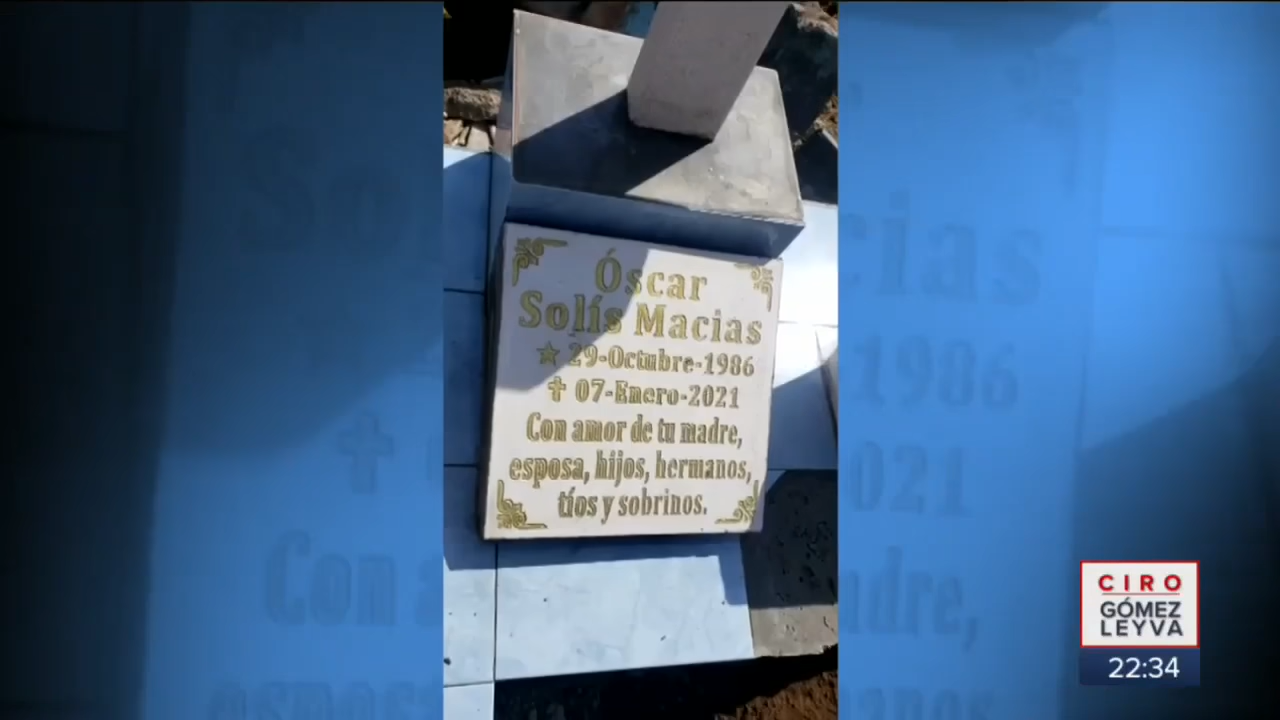 Óscar
Solís Macias
29-Octubre-1986
07-Enero-2021
Con amor de tu madre,
esposa, hijos, hermanos,
tíos y sobrinos.
CIRO
GÓMEZ
LEYVA
22:34